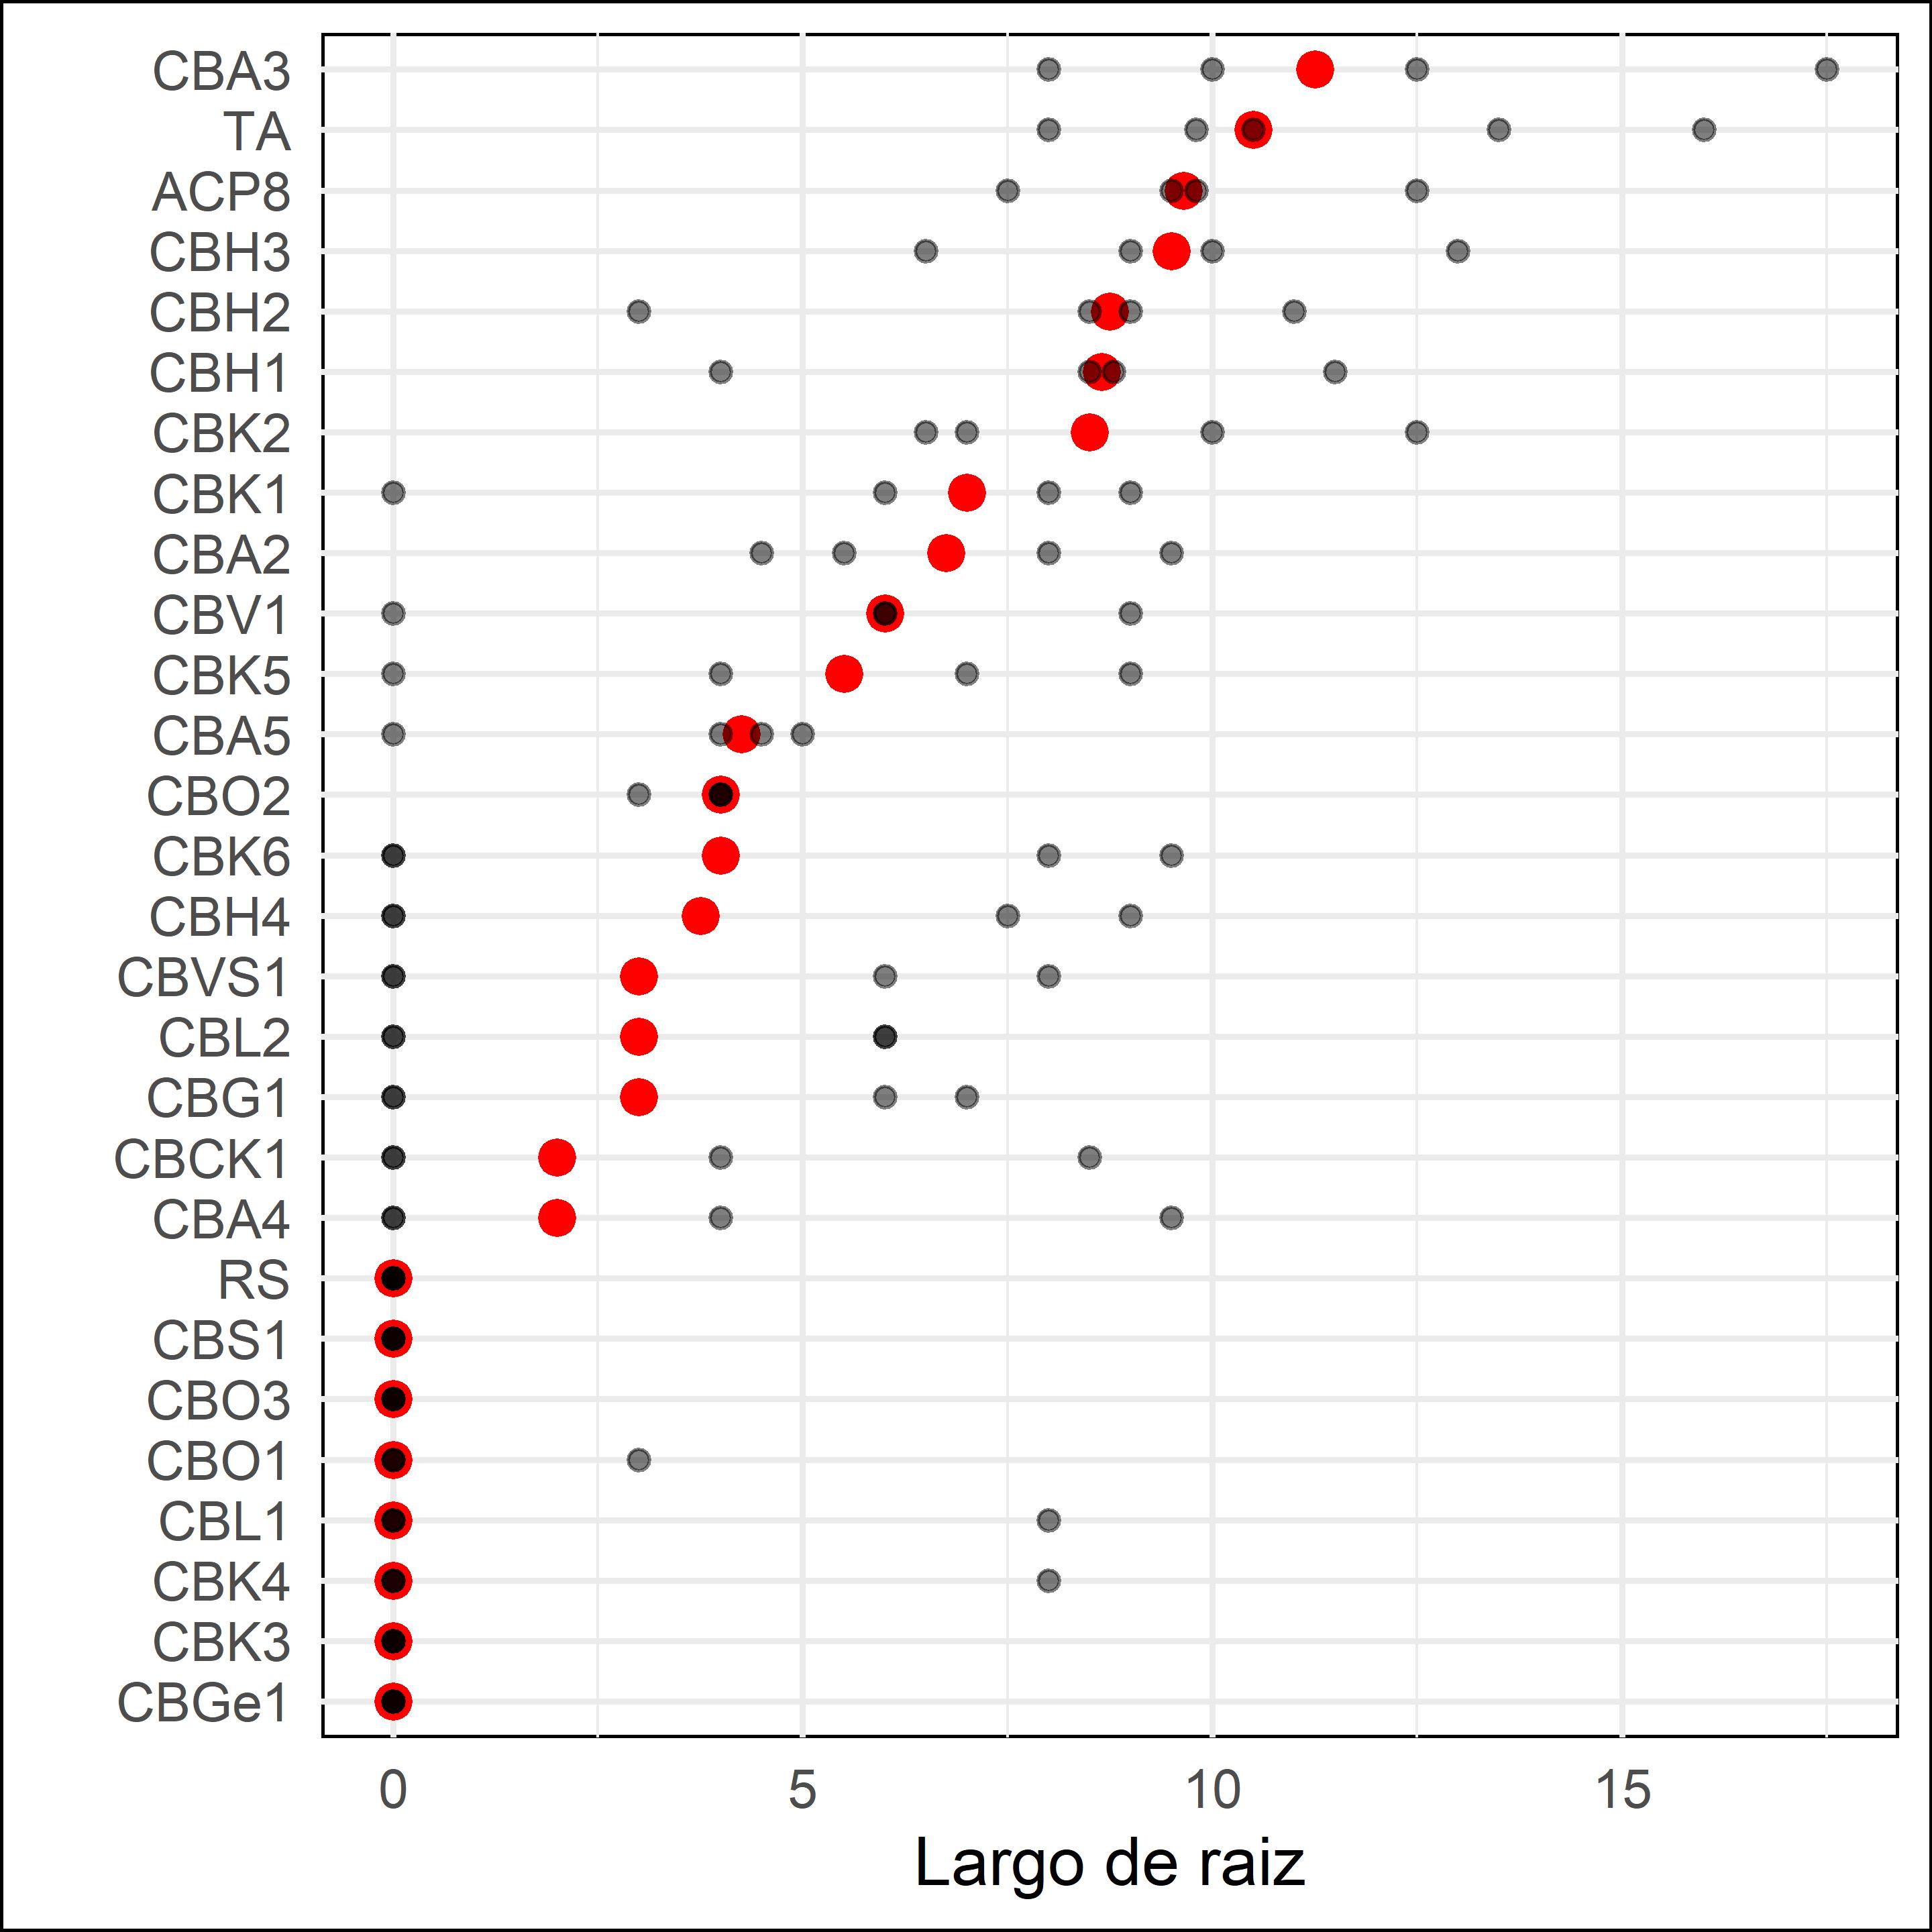 CBA3
TA
ACP8
CBH3
CBH2
CBH1
CBK2
CBK1
CBA2
CBV1
CBK5
CBA5
CBO2
CBK6
CBH4
CBVS1
CBL2
CBG1
CBCK1
CBA4
RS
CBS1
CBO3
CBO1
CBL1
CBK4
CBK3
CBGe1
0 5 10 15
Largo de raiz